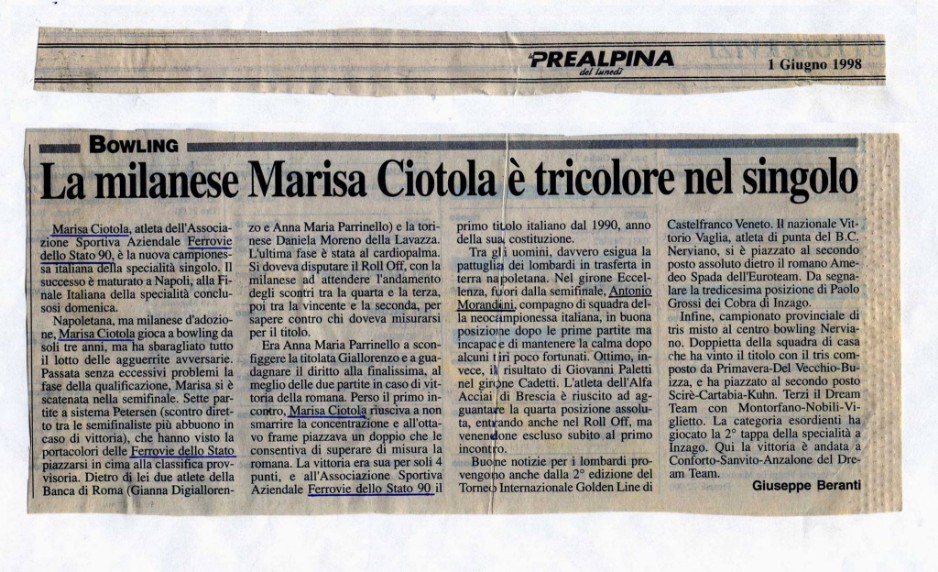 PREALPINA
del lunedì
1 Giugno 1998
BOWLING
La milanese Marisa Ciotola è tricolore nel singolo
Marisa Ciotola, atleta dell'Associa-
zione Sportiva Aziendale Ferrovie
dello Stato 90, è la nuova campiones-
sa italiana della specialità singolo. Il
successo è maturato a Napoli, alla Fi-
nale Italiana della specialità conclu-
sosi domenica.
Napoletana, ma milanese d'adozio-
ne, Marisa Ciotola gioca a bowling da
soli tre anni, ma ha sbaragliato tutto
il lotto delle agguerrite avversarie.
Passata senza eccessivi problemi la
fase della qualificazione, Marisa si è
scatenata nella semifinale. Sette par-
tite a sistema Petersen (scontro diret-
to tra le semifinaliste più abbuono in
caso di vittoria), che hanno visto la
portacolori delle Ferrovie dello Stato
piazzarsi in cima alla classifica prov-
visoria. Dietro di lei due atlete della
Banca di Roma (Gianna Digialloren-
zo e Anna Maria Parrinello) e la tori-
nese Daniela Moreno della Lavazza.
L'ultima fase è stata al cardiopalma.
Si doveva disputare il Roll Off, con la
milanese ad attendere l'andamento
degli scontri tra la quarta e la terza,
poi tra la vincente e la seconda, per
sapere contro chi doveva misurarsi
per il titolo.
Era Anna Maria Parrinello a scon-
figgere la titolata Giallorenzo e a gua-
dagnare il diritto alla finalissima, al
meglio delle due partite in caso di vit-
toria della romana. Perso il primo in-
contro, Marisa Ciotola riusciva a non
smarrire la concentrazione e all'otta-
vo frame piazzava un doppio che le
consentiva di superare di misura la
romana. La vittoria era sua per soli 4
punti, e all'Associazione Sportiva
Aziendale Ferrovie dello Stato 90 il
primo titolo italiano dal 1990, anno
della sua costituzione.
Tra gli uomini, davvero esigua la
pattuglia dei lombardi in trasferta in
terra napoletana. Nel girone Eccel-
lenza, fuori dalla semifinale, Antonio
Morandini, compagno di squadra del-
la neocampionessa italiana, in buona
posizione dopo le prime partite ma
incapace di mantenere la calma dopo
alcuni tiri poco fortunati. Ottimo, in-
vece, il risultato di Giovanni Paletti
nel girone Cadetti. L'atleta dell'Alfa
Acciai di Brescia è riuscito ad ag-
guantare la quarta posizione assolu-
ta, entrando anche nel Roll Off, ma
venendone escluso subito al primo
incontro.
Buone notizie per i lombardi pro-
vengono anche dalla 2° edizione del
Torneo Internazionale Golden Line di
Castelfranco Veneto. Il nazionale Vit-
torio Vaglia, atleta di punta del B.C.
Nerviano, si è piazzato al secondo
posto assoluto dietro il romano Ame-
deo Spada dell'Euroteam. Da segna-
lare la tredicesima posizione di Paolo
Grossi dei Cobra di Inzago.
Infine, campionato provinciale di
tris misto al centro bowling Nervia-
no. Doppietta della squadra di casa
che ha vinto il titolo con il tris com-
posto da Primavera-Del Vecchio-Bu-
izza, e ha piazzato al secondo posto
Scirè-Cartabia-Kuhn. Terzi il Dream
Team con Montorfano-Nobili-Vi-
glietto. La categoria esordienti ha
giocato la 2° tappa della specialità a
Inzago. Qui la vittoria è andata a
Conforto-Sanvito-Anzalone del Dre-
am Team.
Giuseppe Beranti